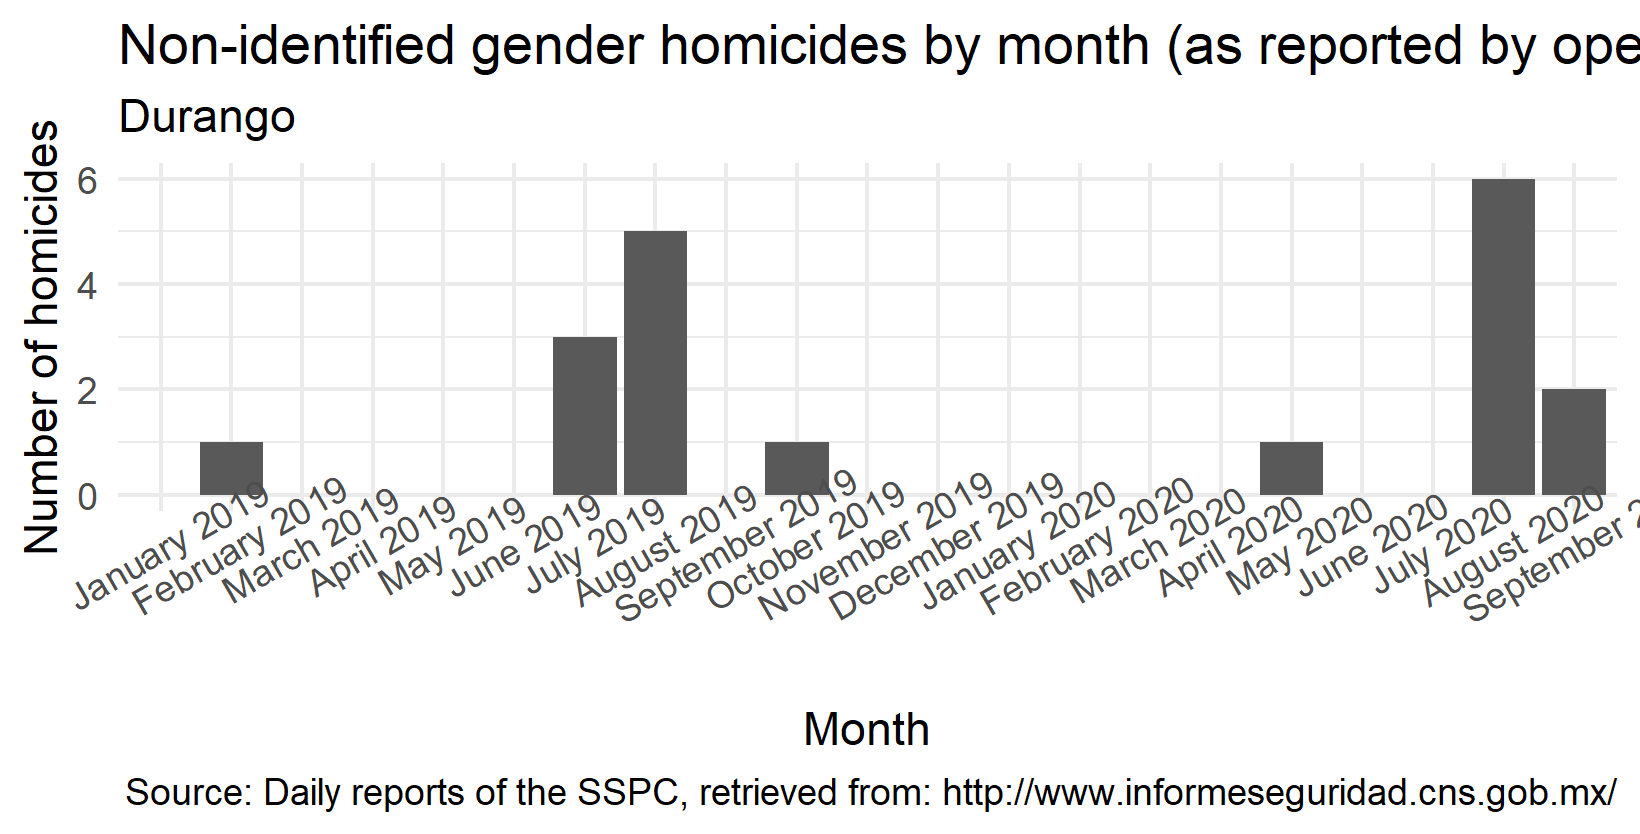 Non-identified gender homicides by month (as reported by ope
Durango
Number of homicides
6
4
2
0
January 2019
February 2019
March 2019
April 2019
May 2019
June 2019
July 2019
August 2019
September 2019
October 2019
November 2019
December 2019
January 2020
February 2020
March 2020
April 2020
May 2020
June 2020
July 2020
August 2020
September 2
Month
Source: Daily reports of the SSPC, retrieved from: http://www.informeseguridad.cns.gob.mx/